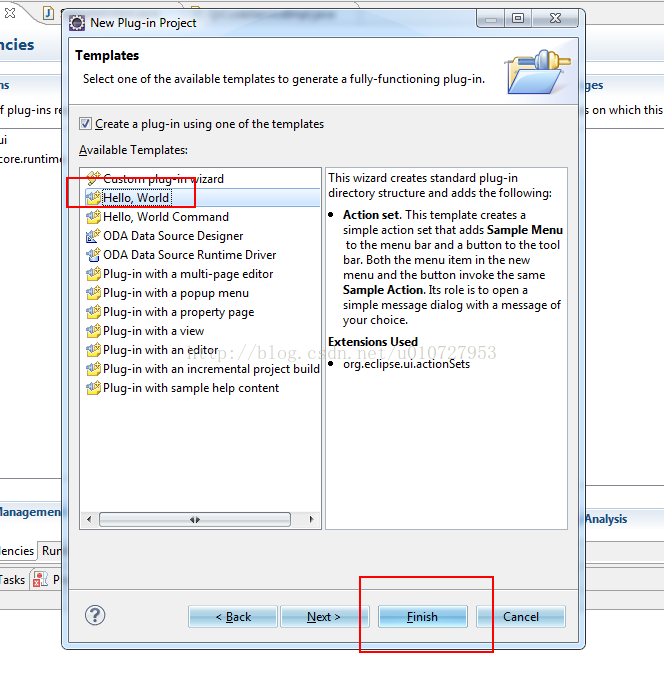 New Plug-in Project
Templates
Select one of the available templates to generate a fully-functioning plug-in.
Create a plug-in using one of the templates
Available Templates:
Custom plug-in wizard
Hello, World
Hello, World Command
ODA Data Source Designer
ODA Data Source Runtime Driver
Plug-in with a multi-page editor
Plug-in with a popup menu
Plug-in with a property page
Plug-in with a view
Plug-in with an editor
Plug-in with an incremental project build
Plug-in with sample help content
This wizard creates standard plug-in
directory structure and adds the following:
Action set. This template creates a
simple action set that adds Sample Menu
to the menu bar and a button to the tool
bar. Both the menu item in the new
menu and the button invoke the same
Sample Action. Its role is to open a
simple message dialog with a message of
your choice.
Extensions Used
org.eclipse.ui.actionSets
http://blog.csdn.net/u010727953
< Back
Next >
Finish
Cancel
encies
ns
of plug-ins re
ui
core.runtime
ges
s on which this
Managemen
Analysis
dencies
Run
Tasks
P